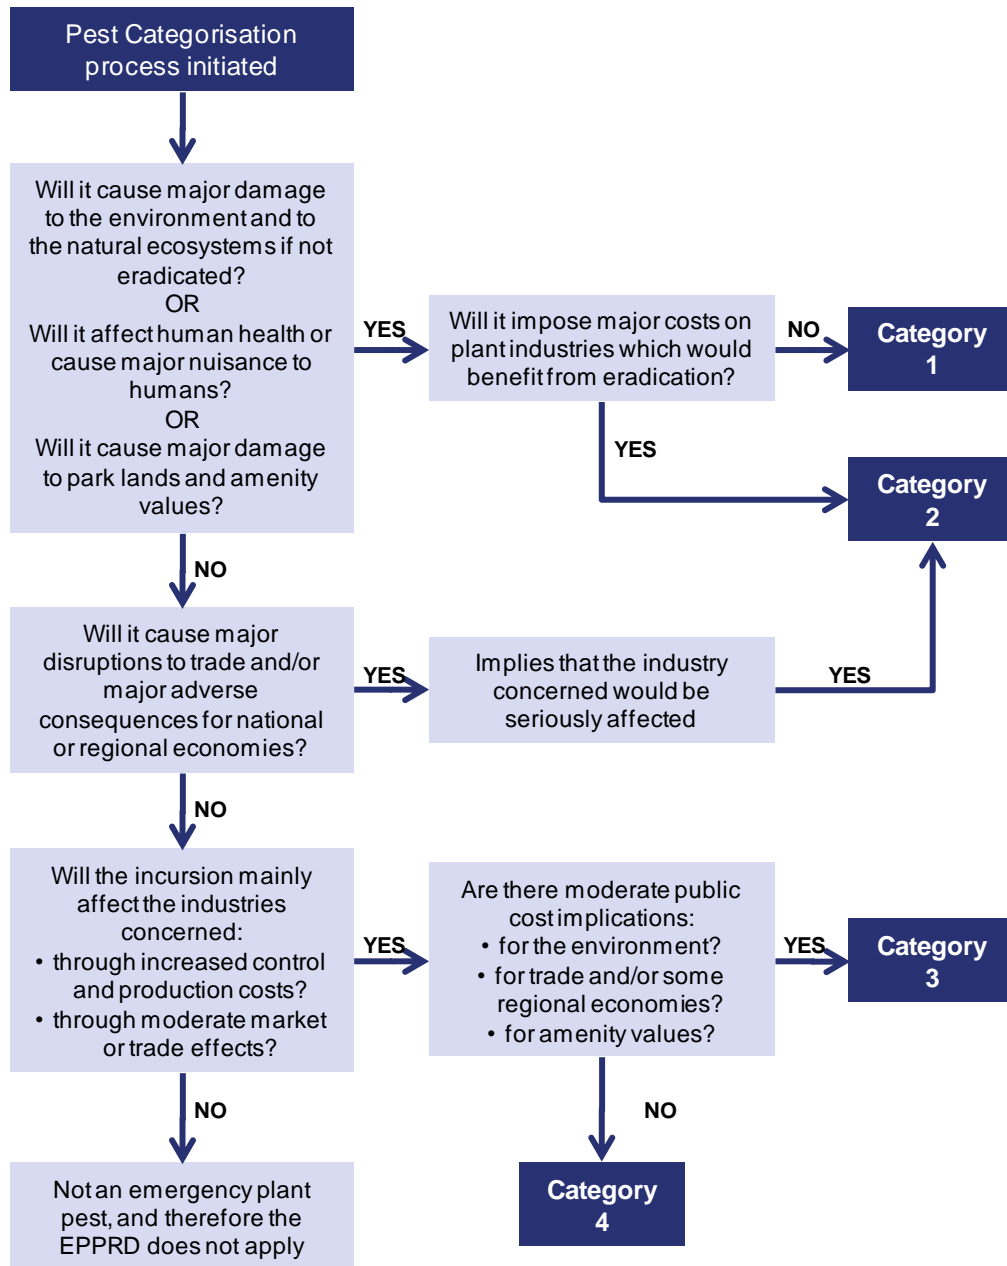 Pest Categorisation
process initiated
Will it cause major damage
to the environment and to
the natural ecosystems if not
eradicated?
OR
Will it affect human health or
cause major nuisance to
humans?
OR
Will it cause major damage
to park lands and amenity
values?
YES
Will it impose major costs on
plant industries which would
benefit from eradication?
NO
Category
1
YES
Category
2
NO
Will it cause major
disruptions to trade and/or
major adverse
consequences for national
or regional economies?
YES
Implies that the industry
concerned would be
seriously affected
YES
NO
Will the incursion mainly
affect the industries
concerned:
• through increased control
and production costs?
• through moderate market
or trade effects?
YES
Are there moderate public
cost implications:
• for the environment?
• for trade and/or some
regional economies?
• for amenity values?
YES
Category
3
NO
NO
Not an emergency plant
pest, and therefore the
EPPRD does not apply
Category
4